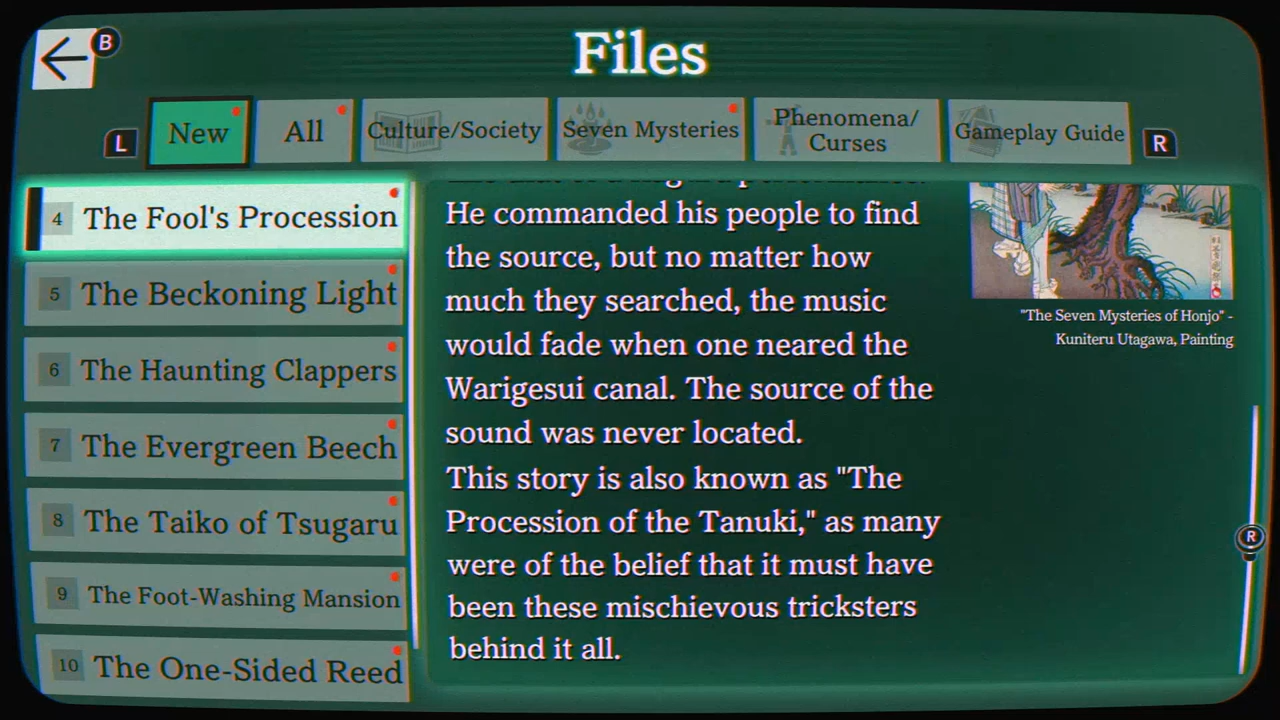 B
Files
L
New
All
Culture/Society
Seven Mysteries
Phenomena/
Curses
Gameplay Guide
R
4 The Fool's Procession
5 The Beckoning Light
6 The Haunting Clappers
7 The Evergreen Beech
8 The Taiko of Tsugaru
9 The Foot-Washing Mansion
10 The One-Sided Reed
He commanded his people to find
the source, but no matter how
much they searched, the music
would fade when one neared the
Warigesui canal. The source of the
sound was never located.
This story is also known as "The
Procession of the Tanuki," as many
were of the belief that it must have
been these mischievous tricksters
behind it all.
"The Seven Mysteries of Honjo" -
Kuniteru Utagawa, Painting
R